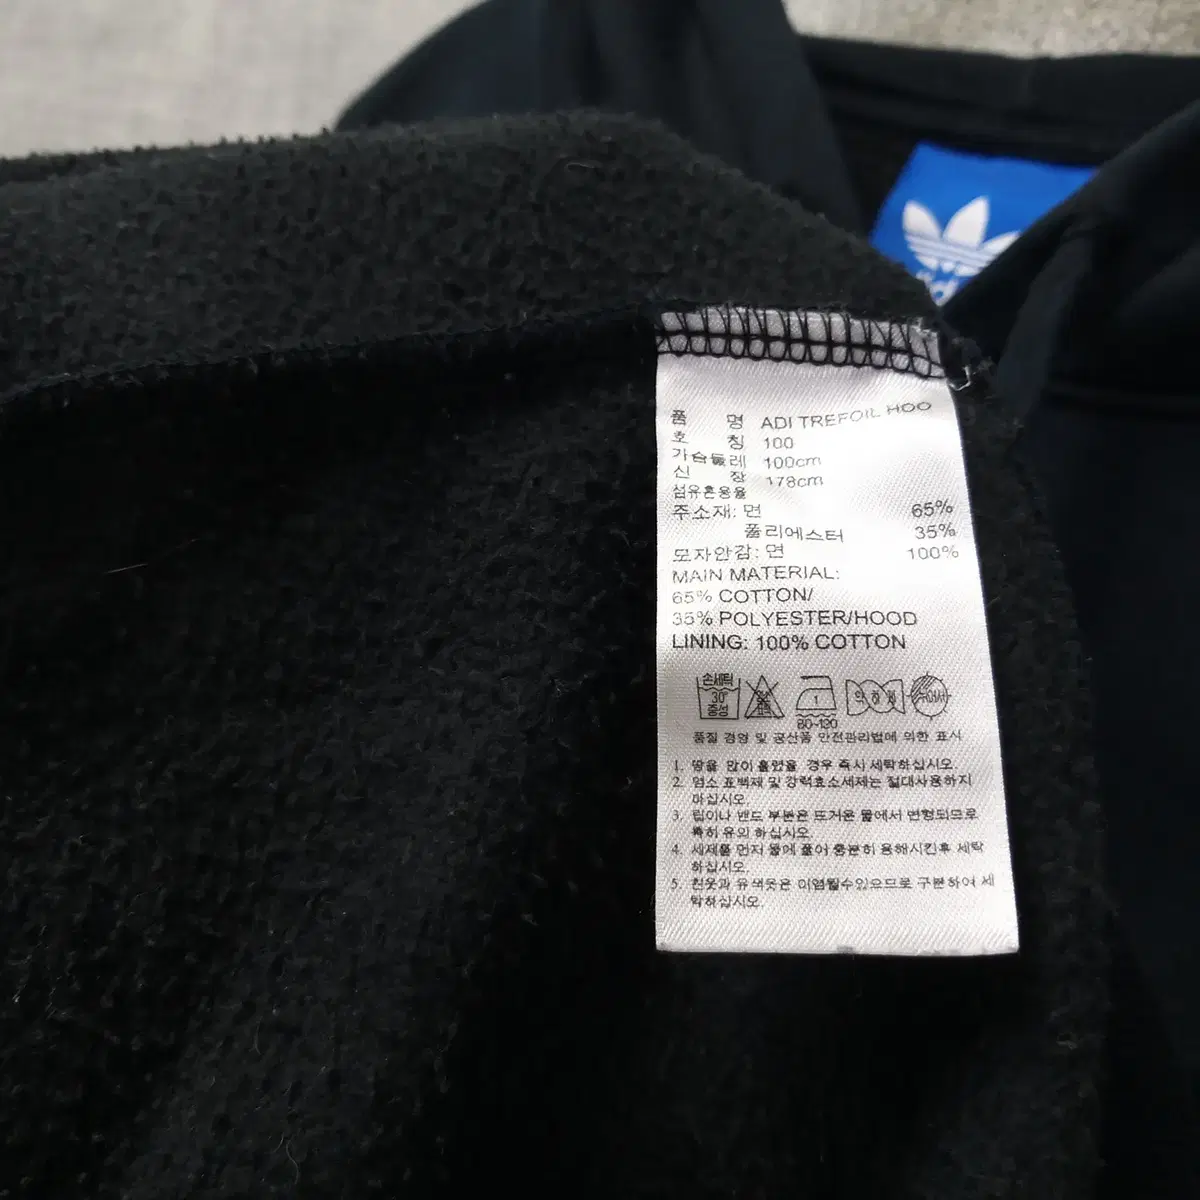 품 명 ADI TREFOIL HOO
호 칭 100
가슴둘레 100cm
신 장 178cm
섬유혼용율
주소재: 면 65%
폴리에스터 35%
모자안감: 면 100%
MAIN MATERIAL:
65% COTTON/
35% POLYESTER/HOOD
LINING: 100% COTTON
손세탁
30°
중성
1
80-120
약하게
품질 경영 및 공산품 안전관리법에 의한 표시
1. 땀을 많이 흘렸을 경우 즉시 세탁하십시오.
2. 염소 표백제 및 강력효소세제는 절대사용하지
마십시오.
3. 립이나 밴드 부분은 뜨거운 물에서 변형되므로
특히 유의 하십시오.
4. 세제를 먼저 물에 풀어 충분히 용해시킨후 세탁
하십시오.
5. 흰옷과 유색옷은 이염될수있으므로 구분하여 세
탁하십시오.